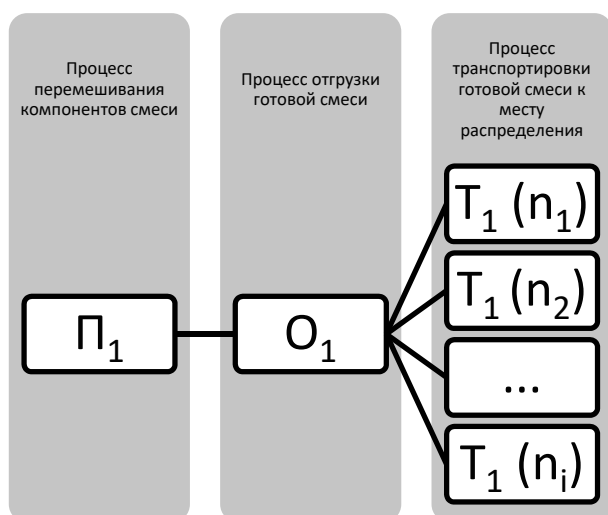 Процесс
перемешивания
компонентов смеси
Процесс отгрузки
готовой смеси
Процесс
транспортировки
готовой смеси к
месту
распределения
П₁
О₁
Т₁ (n₁)
Т₁ (n₂)
...
Т₁ (nᵢ)